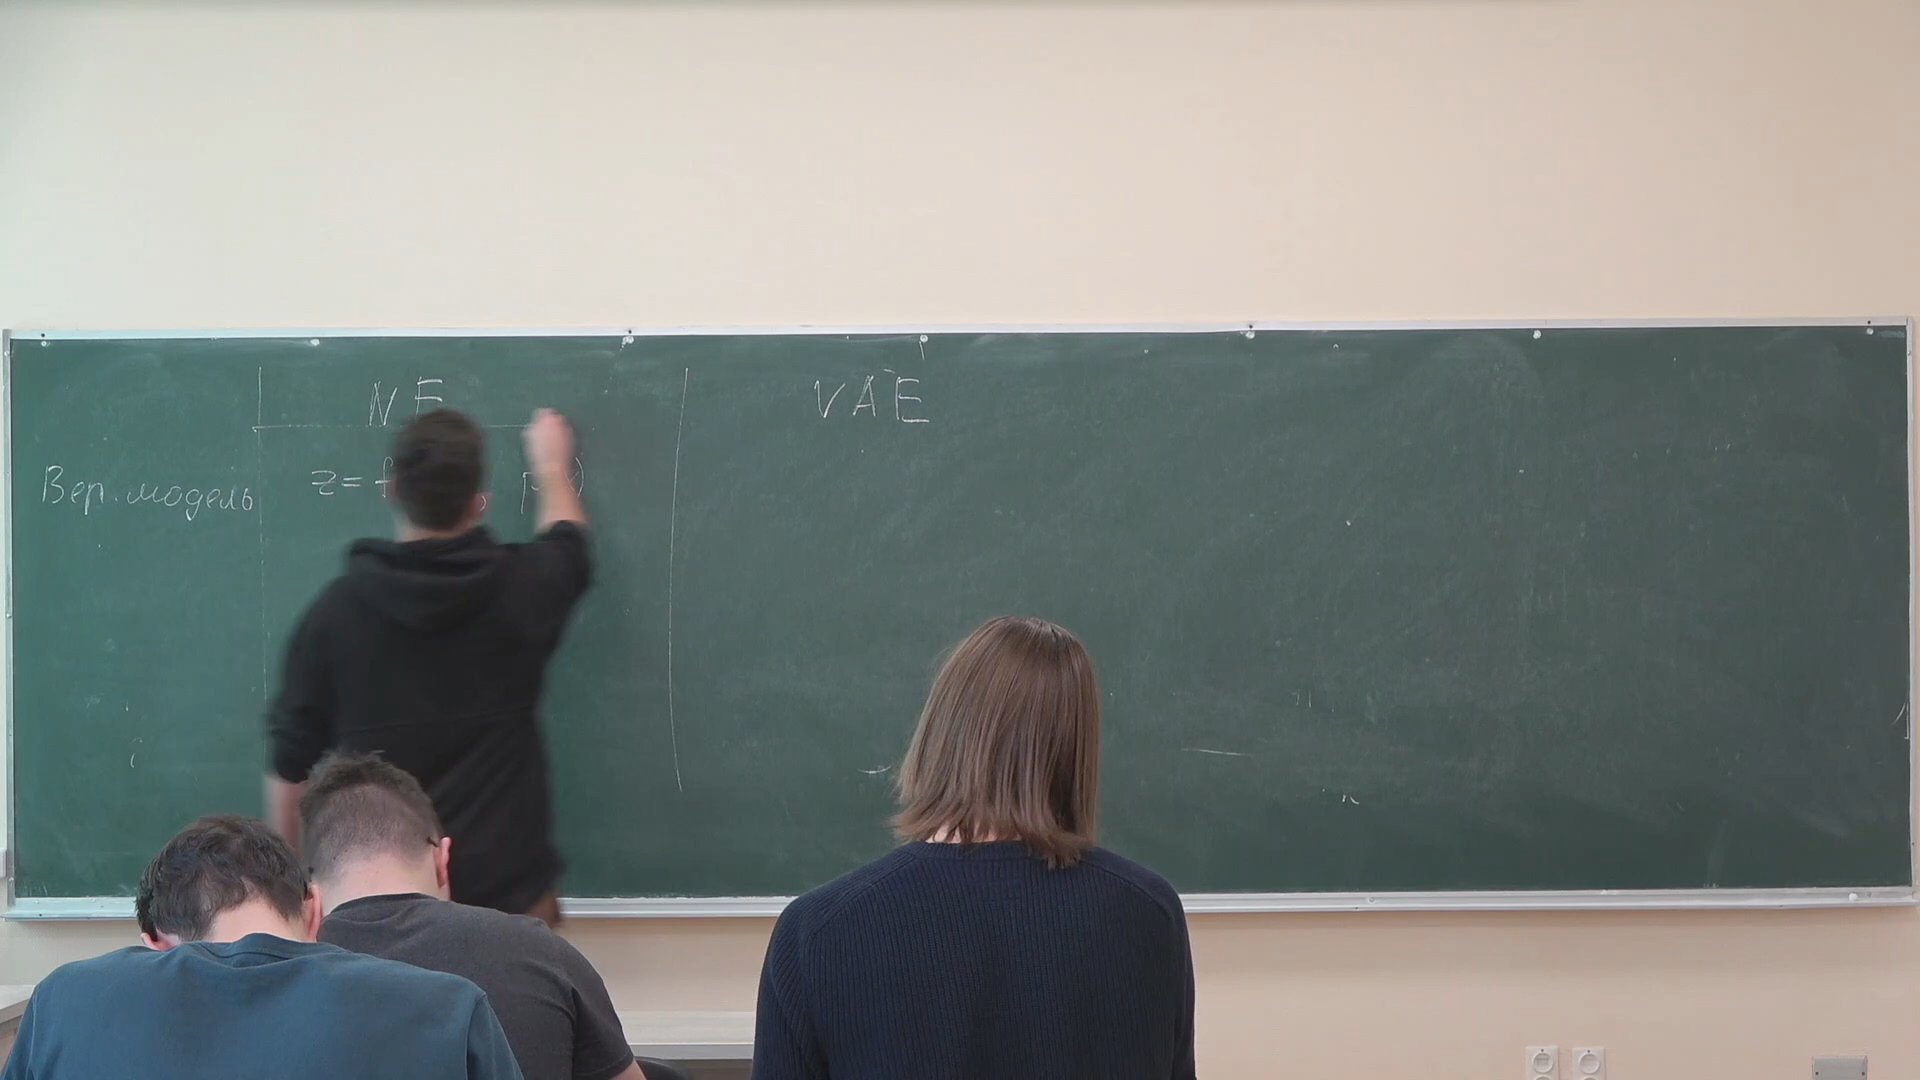 NF VAE
Вер. модель z =